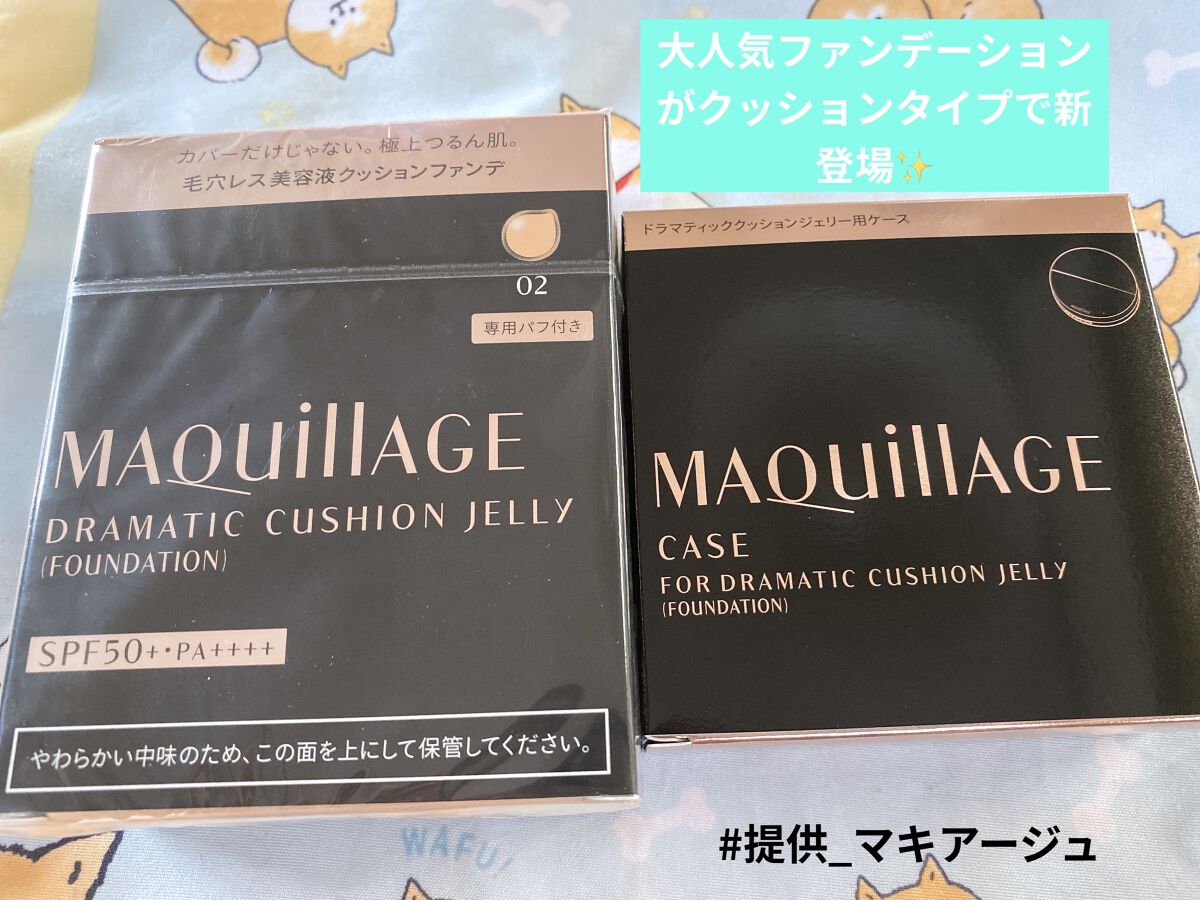 大人気ファンデーション
がクッションタイプで新
登場✨
カバーだけじゃない。極上つるん肌。
毛穴レス美容液クッションファンデ
02
専用パフ付き
MAQuillAGE
DRAMATIC CUSHION JELLY
(FOUNDATION)
SPF50+・PA++++
やわらかい中味のため、この面を上にして保管してください。
ドラマティッククッションジェリー用ケース
MAQuillAGE
CASE
FOR DRAMATIC CUSHION JELLY
(FOUNDATION)
WAFU!
#提供_マキアージュ